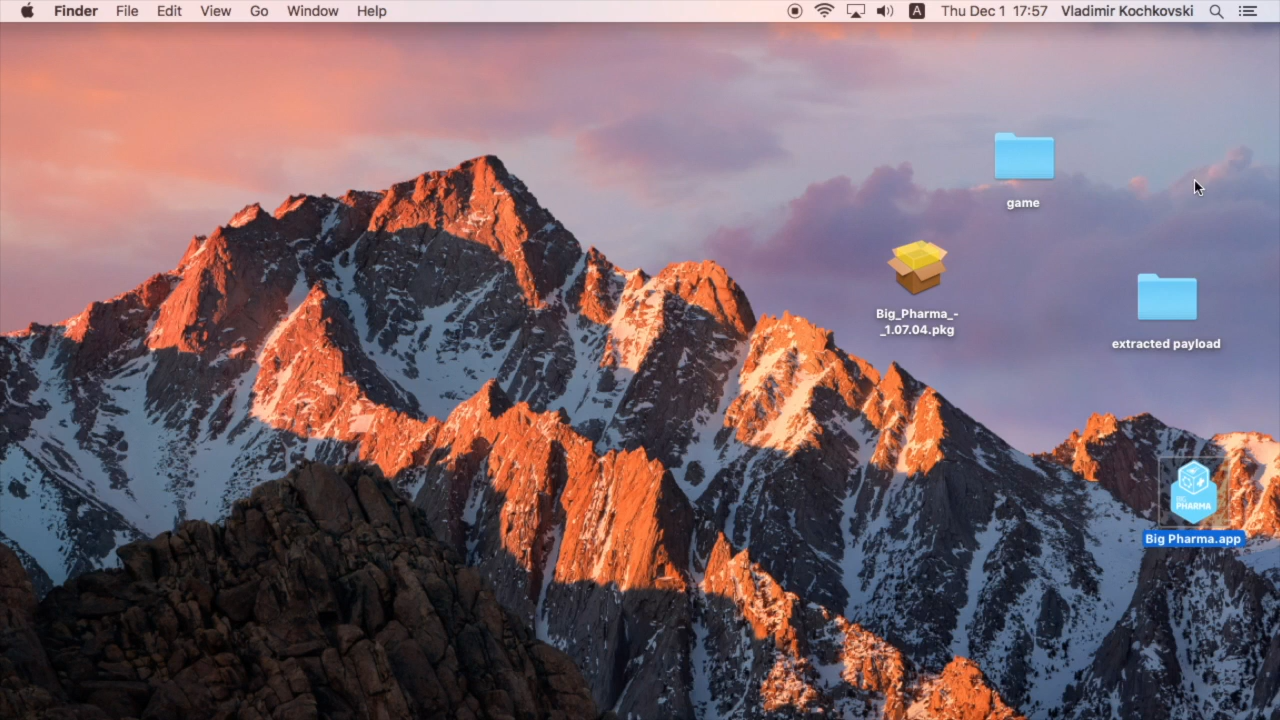 Finder File Edit View Go Window Help A Thu Dec 1 17:57 Vladimir Kochkovski
game
Big_Pharma_-
_1.07.04.pkg
extracted payload
BIG
PHARMA
Big Pharma.app